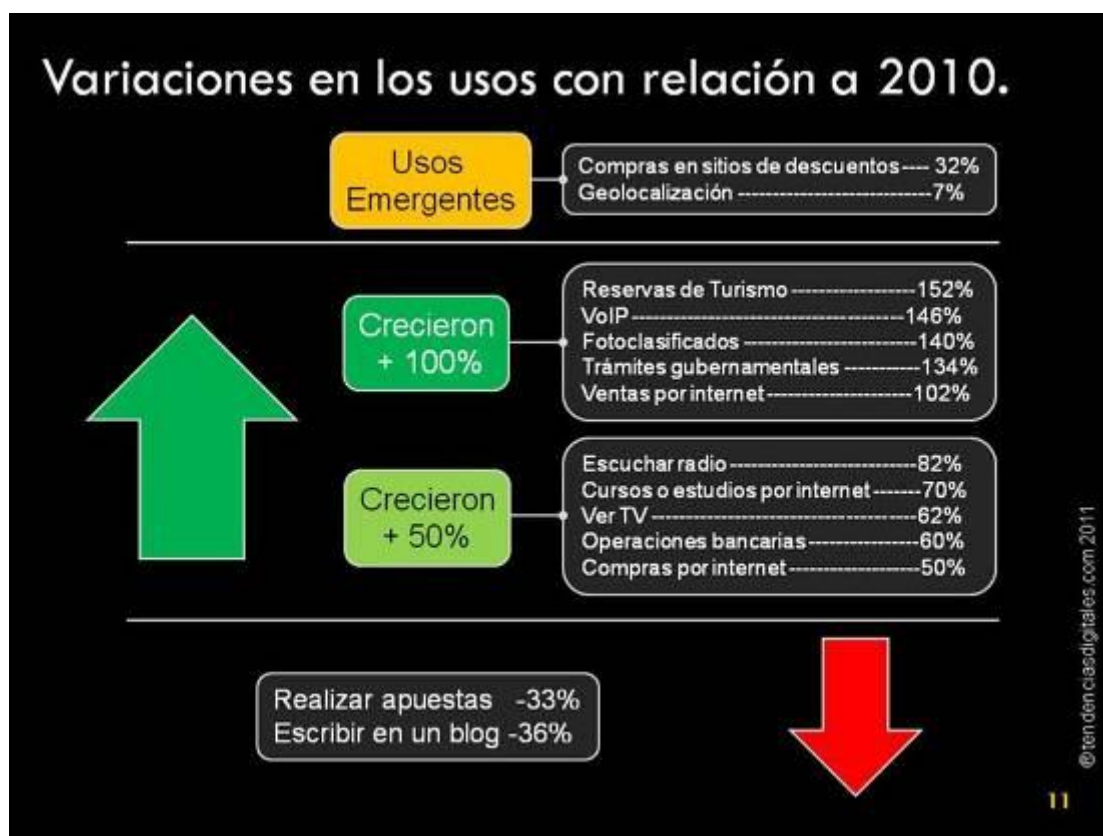 Variaciones en los usos con relación a 2010.
Usos
Emergentes
Compras en sitios de descuentos---- 32%
Geolocalización ----------------------------7%
Crecieron
+ 100%
Reservas de Turismo------------------152%
VoIP---------------------------------------146%
Fotoclasificados -------------------------140%
Trámites gubernamentales -----------134%
Ventas por internet---------------------102%
Crecieron
+ 50%
Escuchar radio---------------------------82%
Cursos o estudios por internet-------70%
Ver TV--------------------------------------62%
Operaciones bancarias----------------60%
Compras por internet-------------------50%
Realizar apuestas -33%
Escribir en un blog -36%
®tendenciasdigitales.com 2011
11